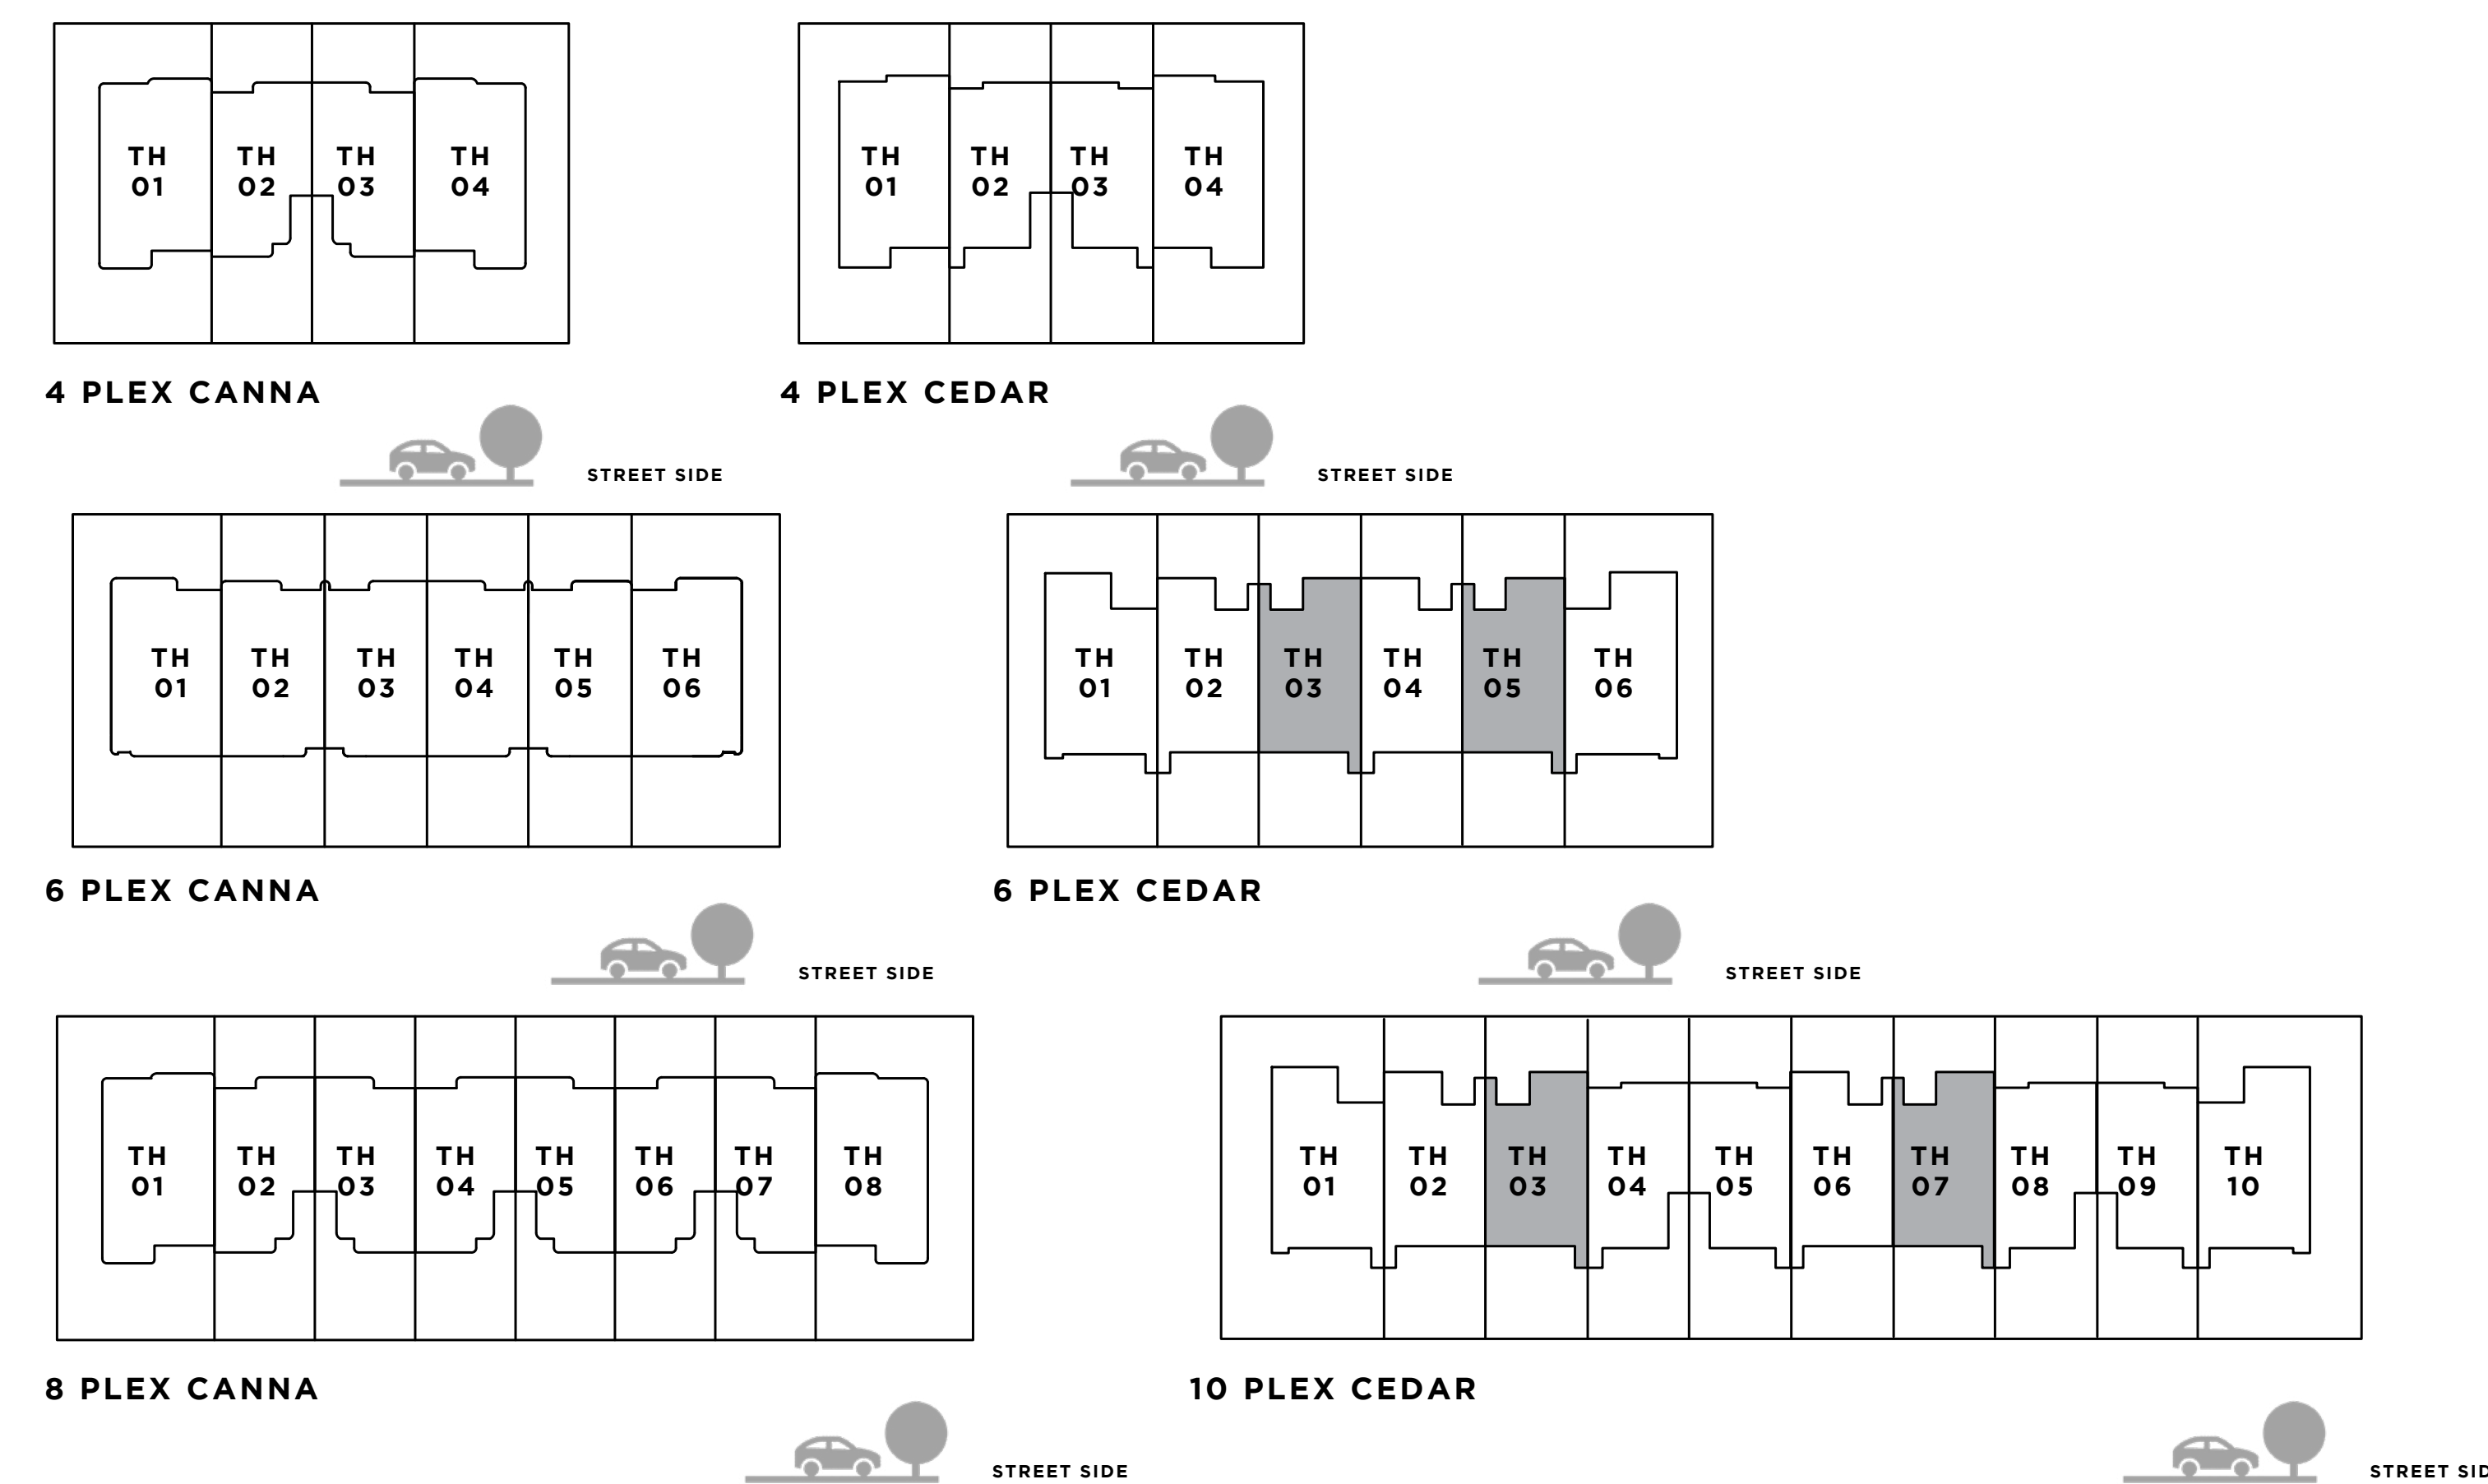 TH TH TH TH
01 02 03 04
4 PLEX CANNA
STREET SIDE
TH TH TH TH
01 02 03 04
4 PLEX CEDAR
STREET SIDE
TH TH TH TH TH TH
01 02 03 04 05 06
6 PLEX CANNA
STREET SIDE
TH TH TH TH TH TH
01 02 03 04 05 06
6 PLEX CEDAR
STREET SIDE
TH TH TH TH TH TH TH TH
01 02 03 04 05 06 07 08
8 PLEX CANNA
STREET SIDE
TH TH TH TH TH TH TH TH TH TH
01 02 03 04 05 06 07 08 09 10
10 PLEX CEDAR
STREET